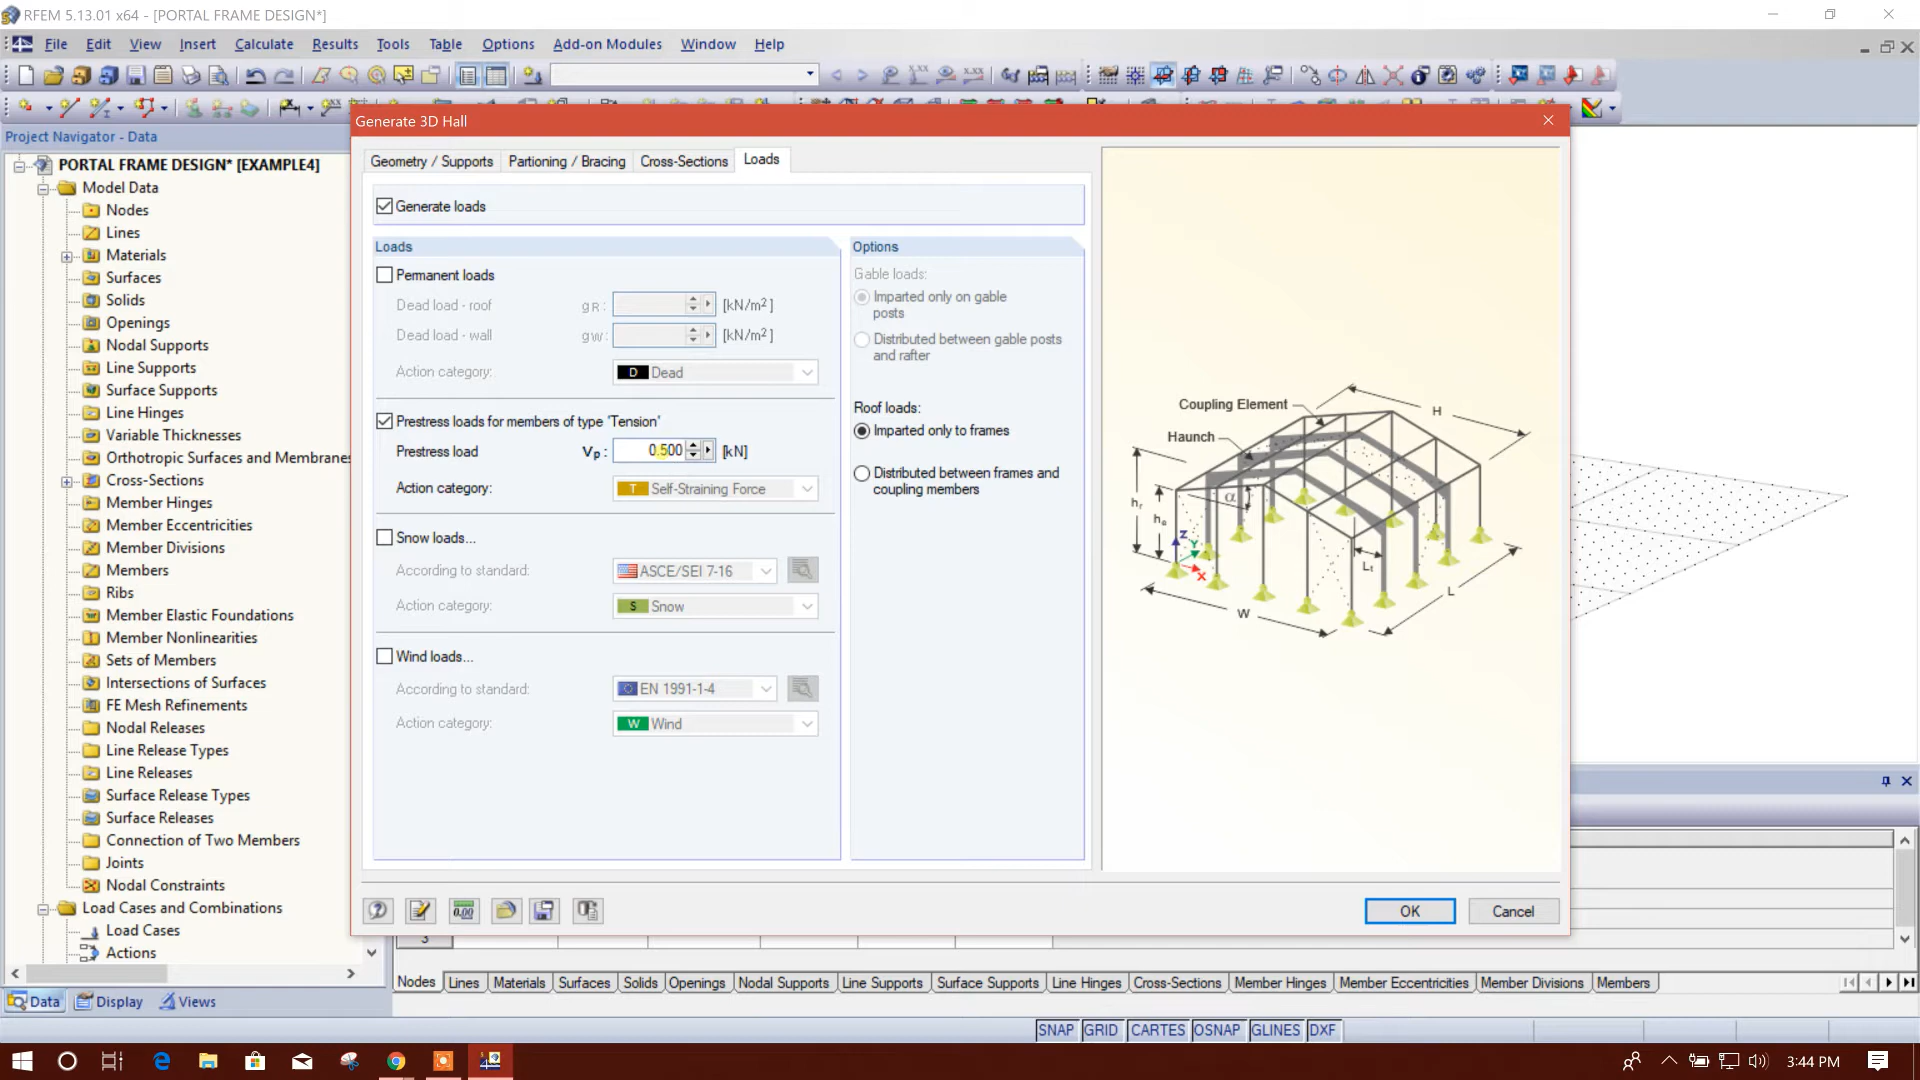 RFEM 5.13.01 x64 - [PORTAL FRAME DESIGN*]
File Edit View Insert Calculate Results Tools Table Options Add-on Modules Window Help
Project Navigator - Data
PORTAL FRAME DESIGN* [EXAMPLE4]
Model Data
Nodes
Lines
Materials
Surfaces
Solids
Openings
Nodal Supports
Line Supports
Surface Supports
Line Hinges
Variable Thicknesses
Orthotropic Surfaces and Membranes
Cross-Sections
Member Hinges
Member Eccentricities
Member Divisions
Members
Ribs
Member Elastic Foundations
Member Nonlinearities
Sets of Members
Intersections of Surfaces
FE Mesh Refinements
Nodal Releases
Line Release Types
Line Releases
Surface Release Types
Surface Releases
Connection of Two Members
Joints
Nodal Constraints
Load Cases and Combinations
Load Cases
Actions
Data Display Views
Generate 3D Hall
Geometry / Supports Partioning / Bracing Cross-Sections Loads
Generate loads
Loads
Permanent loads
Dead load - roof gR: [kN/m2]
Dead load - wall gW: [kN/m2]
Action category: D Dead
Prestress loads for members of type 'Tension'
Prestress load Vp: 0.500 [kN]
Action category: T Self-Straining Force
Snow loads...
According to standard: ASCE/SEI 7-16
Action category: S Snow
Wind loads...
According to standard: EN 1991-1-4
Action category: W Wind
Options
Gable loads:
Imparted only on gable
posts
Distributed between gable posts
and rafter
Roof loads:
Imparted only to frames
Distributed between frames and
coupling members
Coupling Element
H
Haunch
α
hr
ha
Z
Y
X
Lt
L
W
0.00
OK Cancel
3
Nodes Lines Materials Surfaces Solids Openings Nodal Supports Line Supports Surface Supports Line Hinges Cross-Sections Member Hinges Member Eccentricities Member Divisions Members
SNAP GRID CARTES OSNAP GLINES DXF
3:44 PM